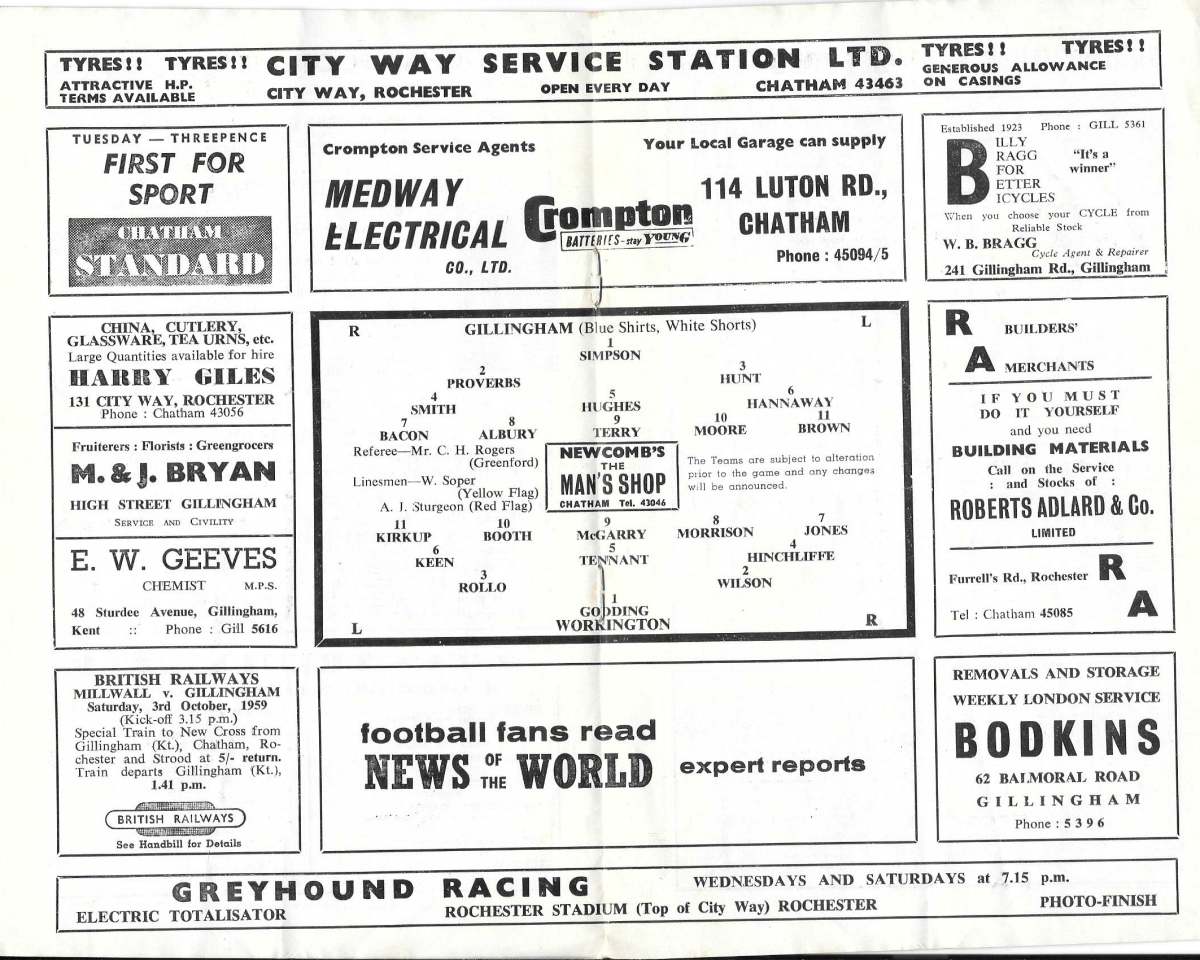 TYRES!! TYRES!! CITY WAY SERVICE STATION LTD. TYRES!! TYRES!!
ATTRACTIVE H.P. GENEROUS ALLOWANCE
TERMS AVAILABLE CITY WAY, ROCHESTER OPEN EVERY DAY CHATHAM 43463 ON CASINGS
TUESDAY — THREEPENCE
FIRST FOR
SPORT
CHATHAM
STANDARD
Crompton Service Agents
Your Local Garage can supply
MEDWAY
ELECTRICAL
CO., LTD.
Crompton
BATTERIES-stay YOUNG
114 LUTON RD.,
CHATHAM
Phone : 45094/5
Established 1923 Phone : GILL 5361
BILLY
RAGG
FOR
BETTER
BICYCLES
"It's a
winner"
When you choose your CYCLE from
Reliable Stock
W. B. BRAGG
Cycle Agent & Repairer
241 Gillingham Rd., Gillingham
CHINA, CUTLERY,
GLASSWARE, TEA URNS, etc.
Large Quantities available for hire
HARRY GILES
131 CITY WAY, ROCHESTER
Phone : Chatham 43056
Fruiterers : Florists : Greengrocers
M. & J. BRYAN
HIGH STREET GILLINGHAM
SERVICE AND CIVILITY
E. W. GEEVES
CHEMIST M.P.S.
48 Sturdee Avenue, Gillingham,
Kent :: Phone : Gill 5616
R GILLINGHAM (Blue Shirts, White Shorts) L
1
SIMPSON
2 3
PROVERBS HUNT
4 5 6
SMITH HUGHES HANNAWAY
7 8 9 10 11
BACON ALBURY TERRY MOORE BROWN
Referee—Mr. C. H. Rogers
(Greenford)
Linesmen—W. Soper
(Yellow Flag)
A. J. Sturgeon (Red Flag)
NEWCOMB'S
THE
MAN'S SHOP
CHATHAM Tel. 43046
The Teams are subject to alteration
prior to the game and any changes
will be announced.
11 10 9 8 7
KIRKUP BOOTH McGARRY MORRISON JONES
6 5 4
KEEN TENNANT HINCHLIFFE
3 2
ROLLO WILSON
1
GODDING
L WORKINGTON R
R BUILDERS'
A MERCHANTS
IF YOU MUST
DO IT YOURSELF
and you need
BUILDING MATERIALS
Call on the Service
: and Stocks of :
ROBERTS ADLARD & Co.
LIMITED
Furrell's Rd., Rochester R
Tel : Chatham 45085 A
BRITISH RAILWAYS
MILLWALL v. GILLINGHAM
Saturday, 3rd October, 1959
(Kick-off 3.15 p.m.)
Special Train to New Cross from
Gillingham (Kt.), Chatham, Ro-
chester and Strood at 5/- return.
Train departs Gillingham (Kt.),
1.41 p.m.
BRITISH RAILWAYS
See Handbill for Details
football fans read
NEWS OF THE WORLD expert reports
REMOVALS AND STORAGE
WEEKLY LONDON SERVICE
BODKINS
62 BALMORAL ROAD
GILLINGHAM
Phone : 5396
GREYHOUND RACING WEDNESDAYS AND SATURDAYS at 7.15 p.m.
ELECTRIC TOTALISATOR ROCHESTER STADIUM (Top of City Way) ROCHESTER PHOTO-FINISH